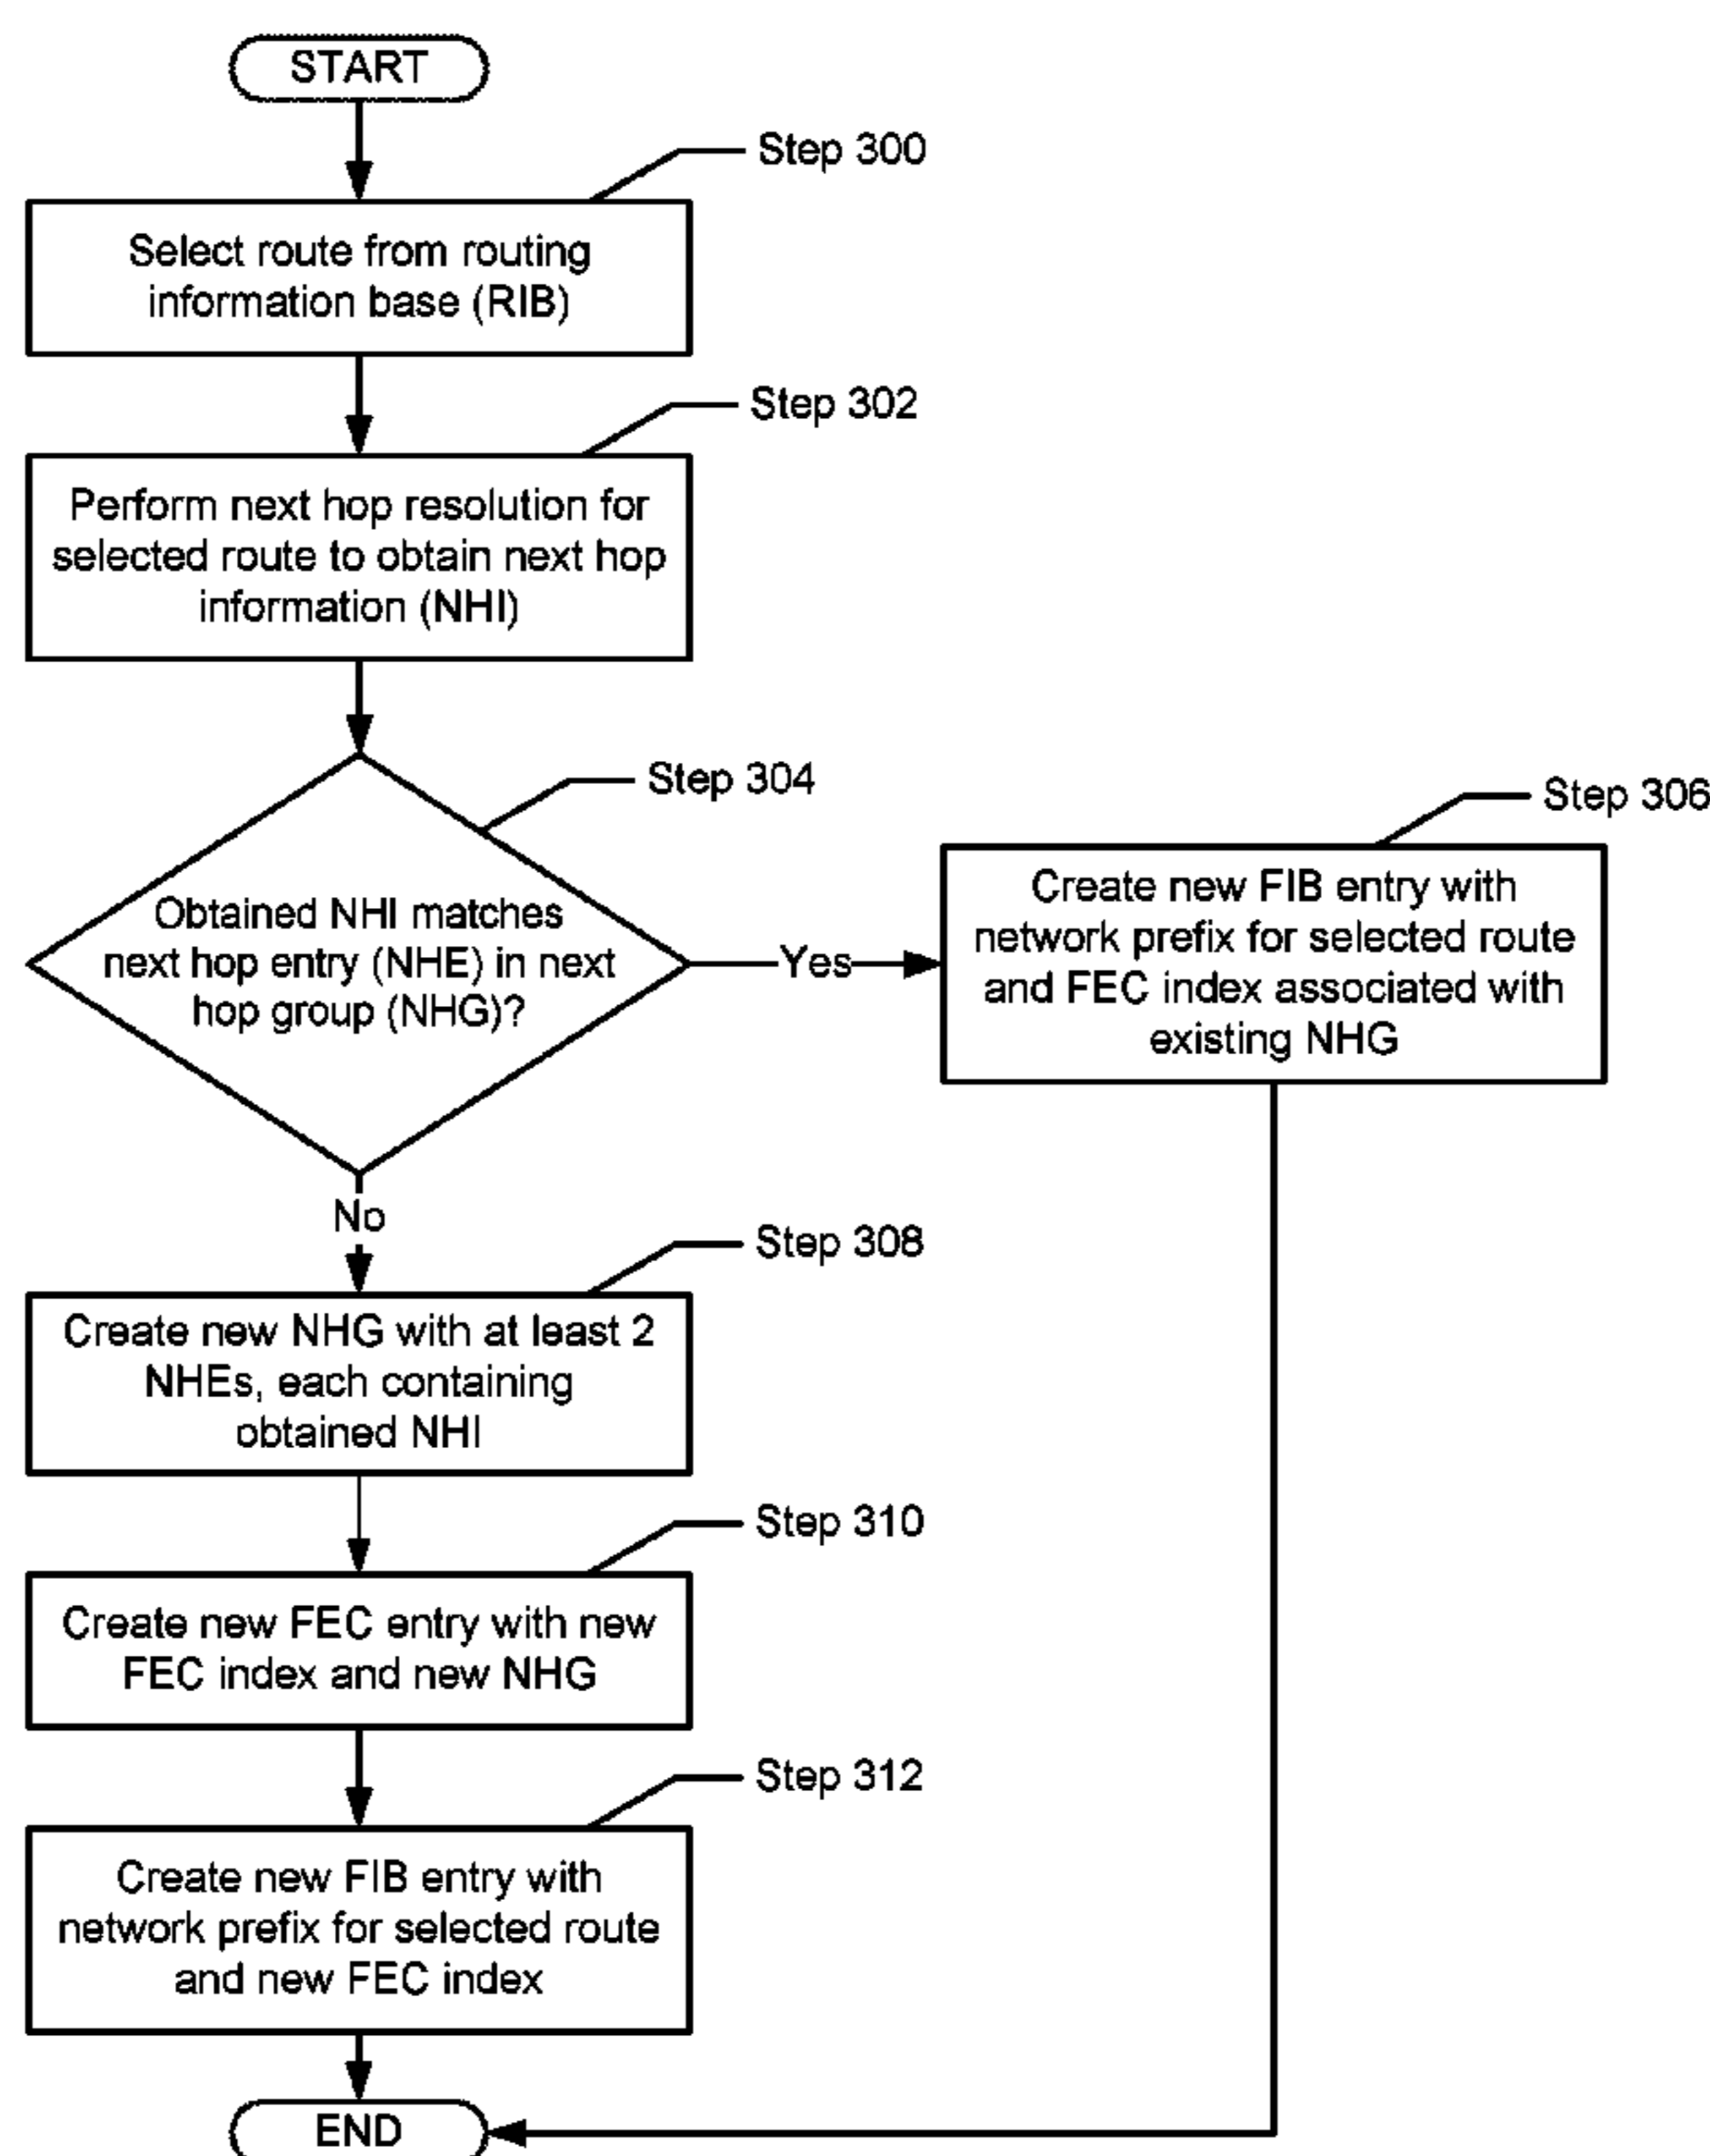 START
Step 300
Select route from routing
information base (RIB)
Step 302
Perform next hop resolution for
selected route to obtain next hop
information (NHI)
Step 304
Obtained NHI matches
next hop entry (NHE) in next
hop group (NHG)?
Yes
Step 306
Create new FIB entry with
network prefix for selected route
and FEC index associated with
existing NHG
No
Step 308
Create new NHG with at least 2
NHEs, each containing
obtained NHI
Step 310
Create new FEC entry with new
FEC index and new NHG
Step 312
Create new FIB entry with
network prefix for selected route
and new FEC index
END